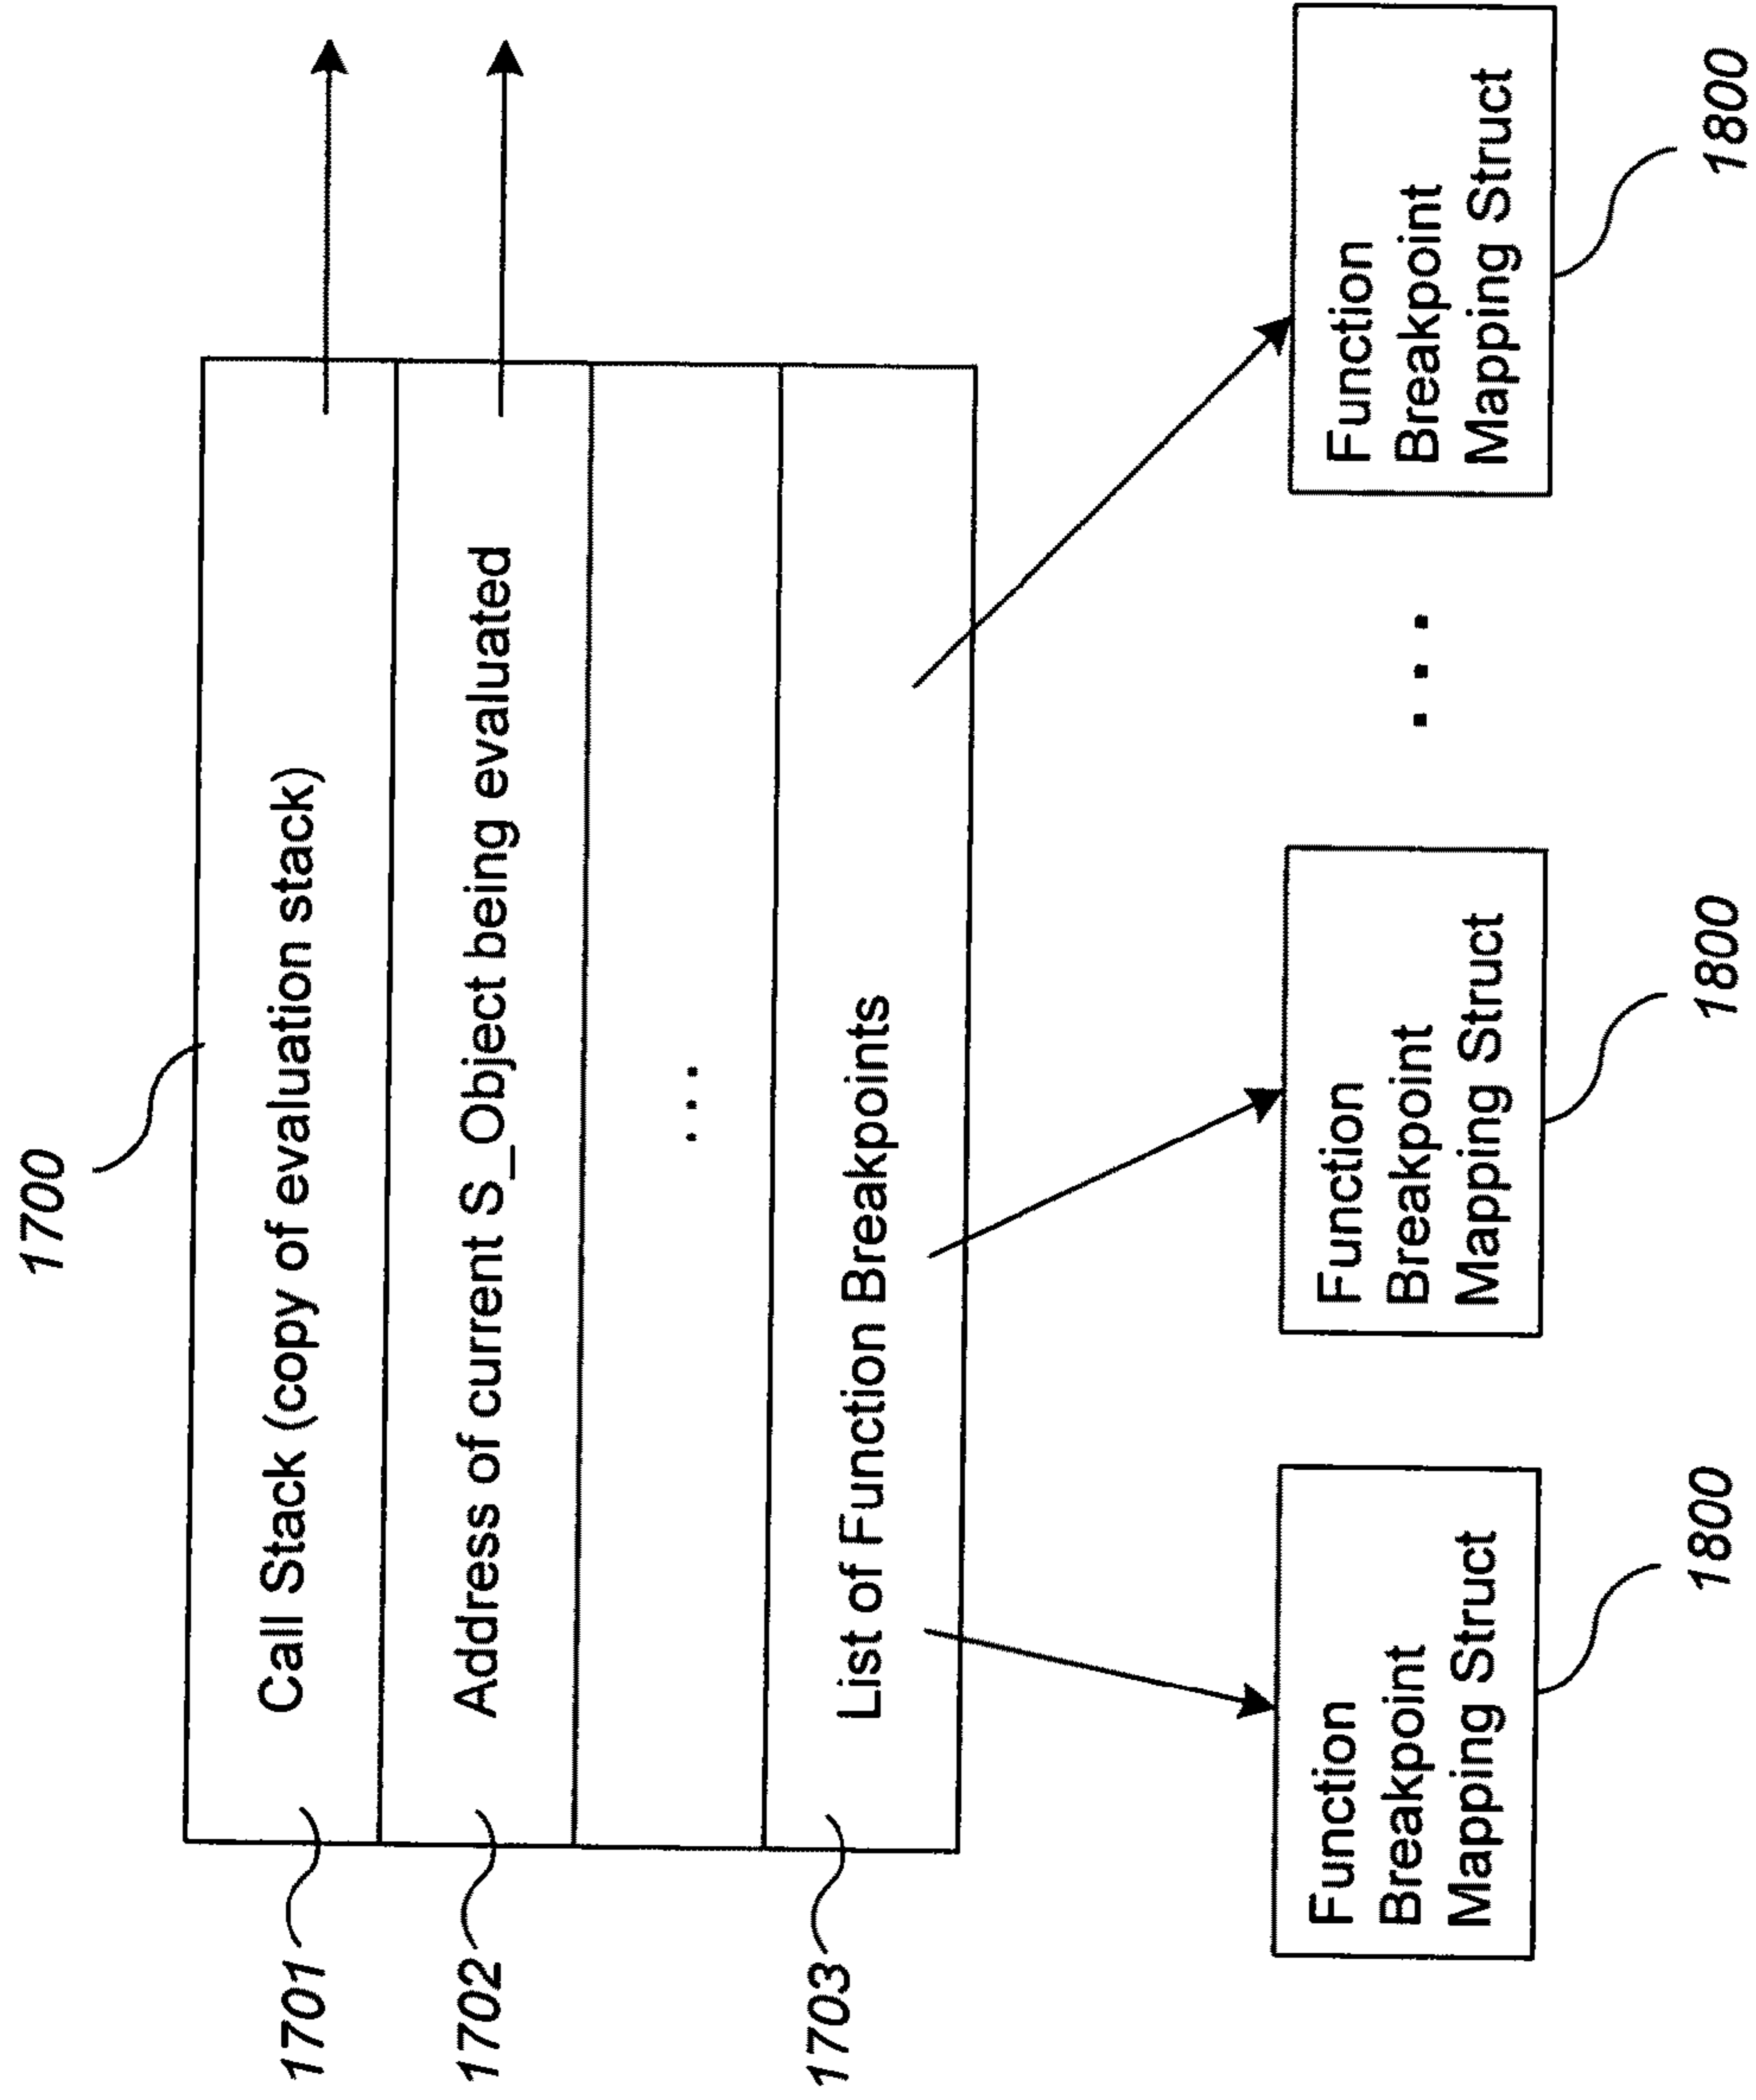 1700
1701
Call Stack (copy of evaluation stack)
1702
Address of current S_Object being evaluated
. . .
1703
List of Function Breakpoints
Function
Breakpoint
Mapping Struct
1800
Function
Breakpoint
Mapping Struct
1800
. . .
Function
Breakpoint
Mapping Struct
1800